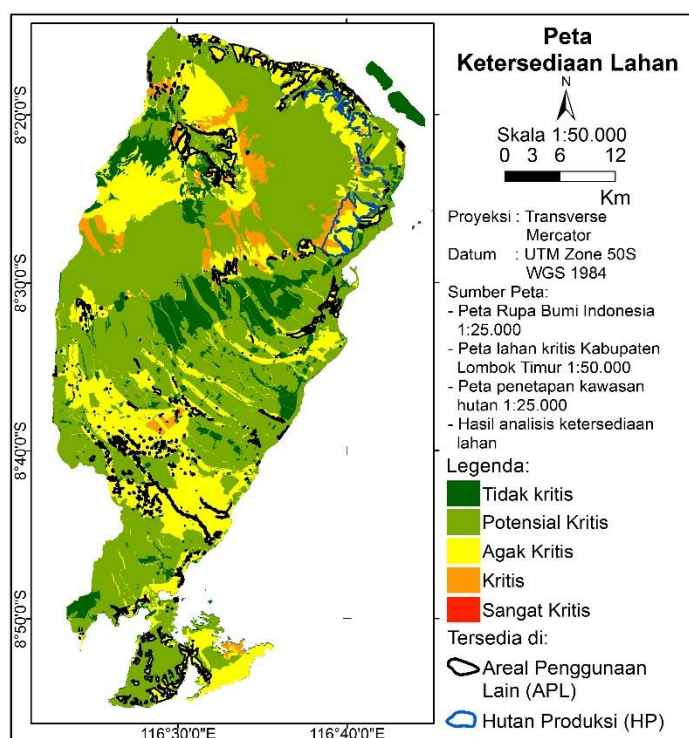 Peta
Ketersediaan Lahan
N
Skala 1:50.000
0 3 6 12
Km
Proyeksi : Transverse
Mercator
Datum : UTM Zone 50S
WGS 1984
Sumber Peta:
- Peta Rupa Bumi Indonesia
1:25.000
- Peta lahan kritis Kabupaten
Lombok Timur 1:50.000
- Peta penetapan kawasan
hutan 1:25.000
- Hasil analisis ketersediaan
lahan
Legenda:
Tidak kritis
Potensial Kritis
Agak Kritis
Kritis
Sangat Kritis
Tersedia di:
Areal Penggunaan
Lain (APL)
Hutan Produksi (HP)
8°20'0"S
8°30'0"S
8°40'0"S
8°50'0"S
116°30'0"E 116°40'0"E